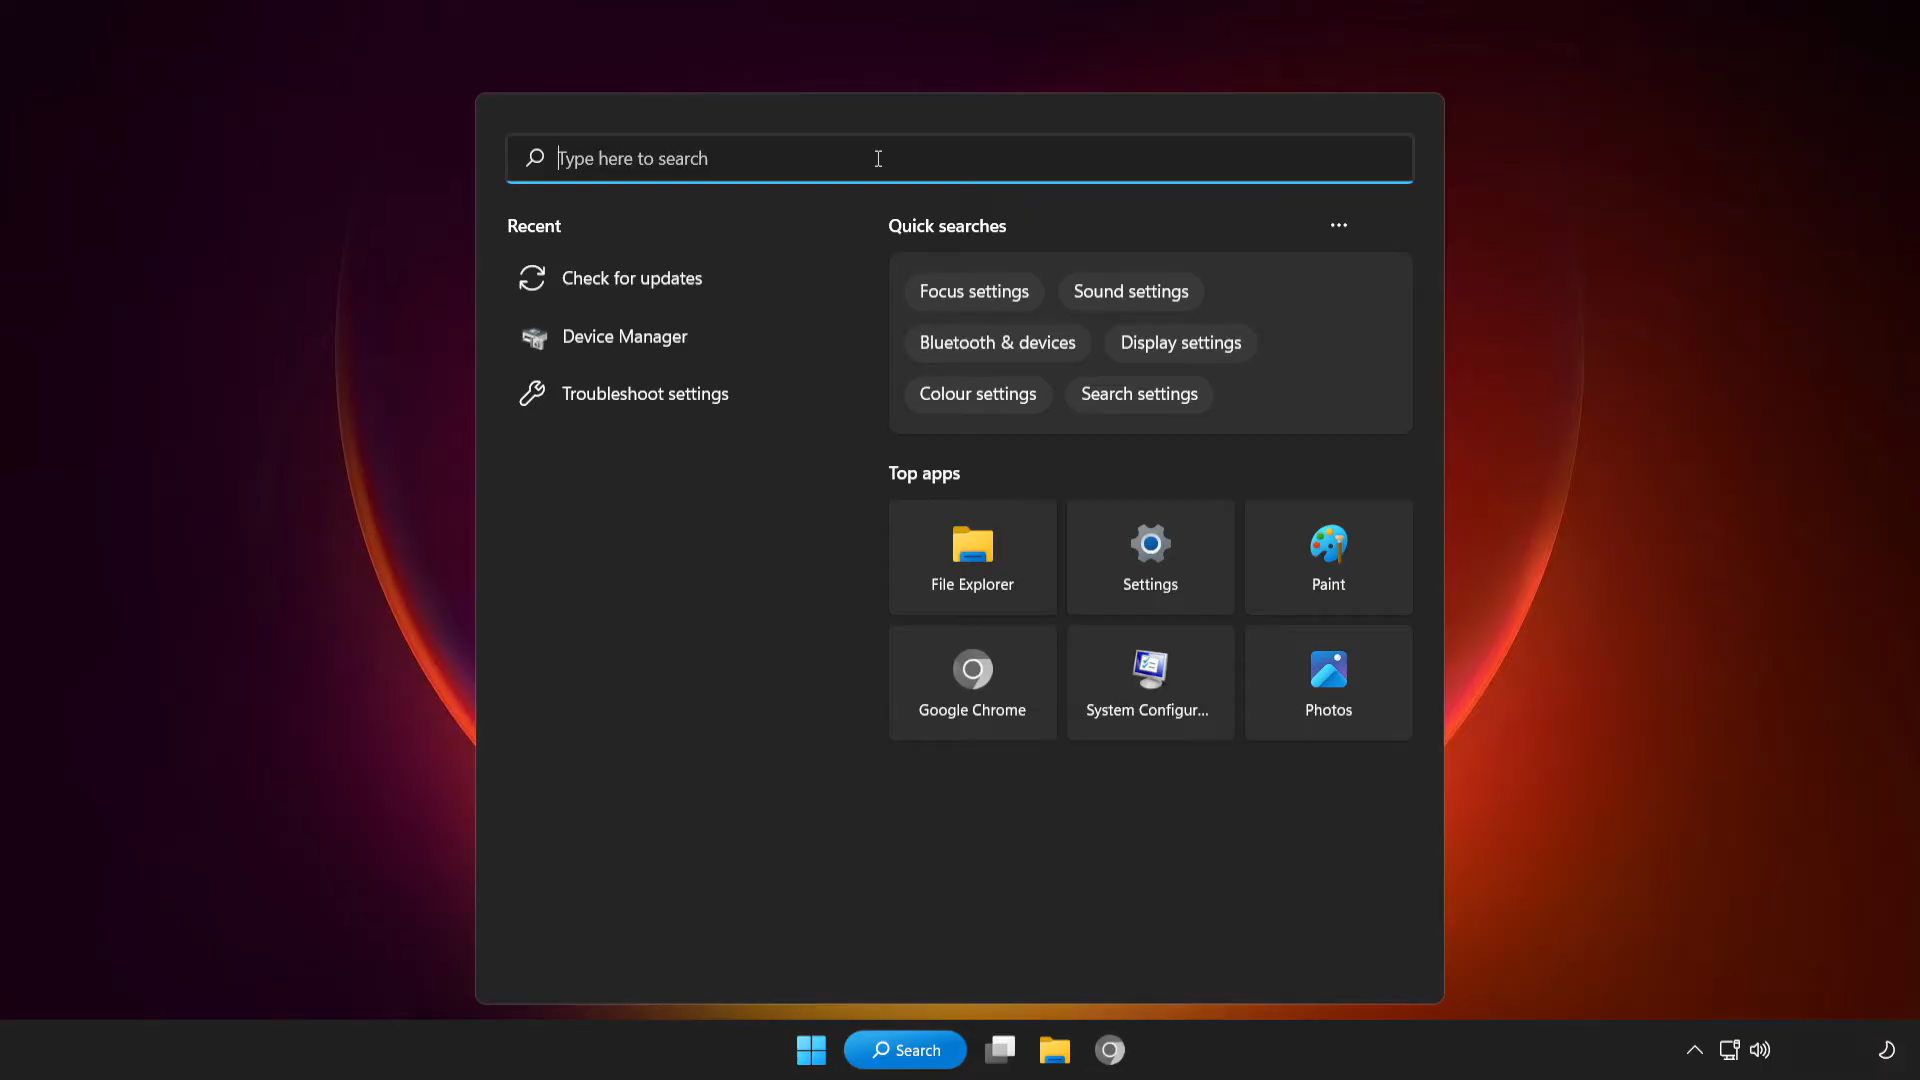 Type here to search
Recent
Check for updates
Device Manager
Troubleshoot settings
Quick searches
Focus settings
Sound settings
Bluetooth & devices
Display settings
Colour settings
Search settings
Top apps
File Explorer
Settings
Paint
Google Chrome
System Configur...
Photos
Search